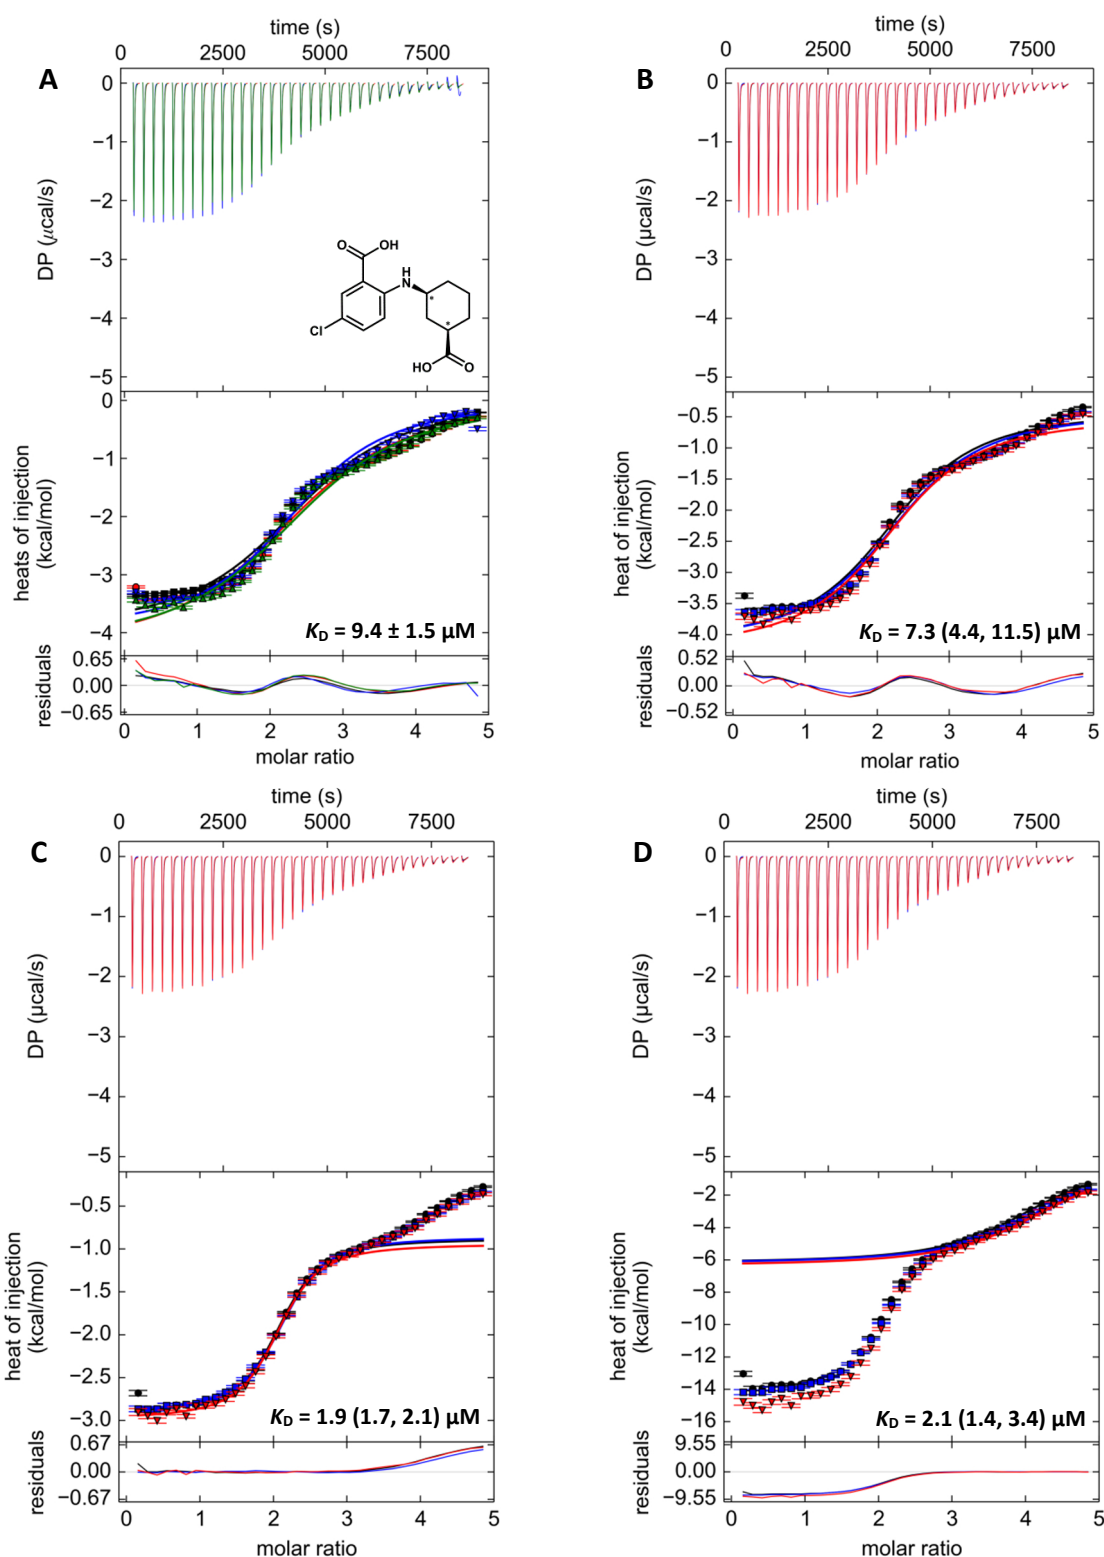 time (s)
0 2500 5000 7500
A
0
−1
−2
−3
−4
−5
DP (μcal/s)
O OH
H
N
*
*
Cl
HO O
0
−1
−2
−3
−4
heats of injection
(kcal/mol)
KD = 9.4 ± 1.5 μM
0.65
0.00
−0.65
residuals
0 1 2 3 4 5
molar ratio
time (s)
0 2500 5000 7500
B
0
−1
−2
−3
−4
−5
DP (μcal/s)
−0.5
−1.0
−1.5
−2.0
−2.5
−3.0
−3.5
−4.0
heat of injection
(kcal/mol)
KD = 7.3 (4.4, 11.5) μM
0.52
0.00
−0.52
residuals
0 1 2 3 4 5
molar ratio
time (s)
0 2500 5000 7500
C
0
−1
−2
−3
−4
−5
DP (μcal/s)
−0.5
−1.0
−1.5
−2.0
−2.5
−3.0
heat of injection
(kcal/mol)
KD = 1.9 (1.7, 2.1) μM
0.67
0.00
−0.67
residuals
0 1 2 3 4 5
molar ratio
time (s)
0 2500 5000 7500
D
0
−1
−2
−3
−4
−5
DP (μcal/s)
−2
−4
−6
−8
−10
−12
−14
−16
heat of injection
(kcal/mol)
KD = 2.1 (1.4, 3.4) μM
9.55
0.00
−9.55
residuals
0 1 2 3 4 5
molar ratio